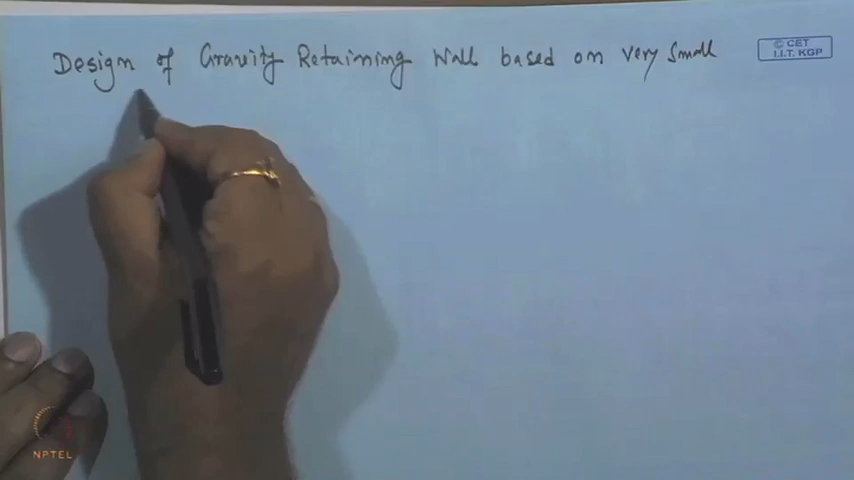 Design of Gravity Retaining Wall based on very Small
© CET
I.I.T. KGP
NPTEL